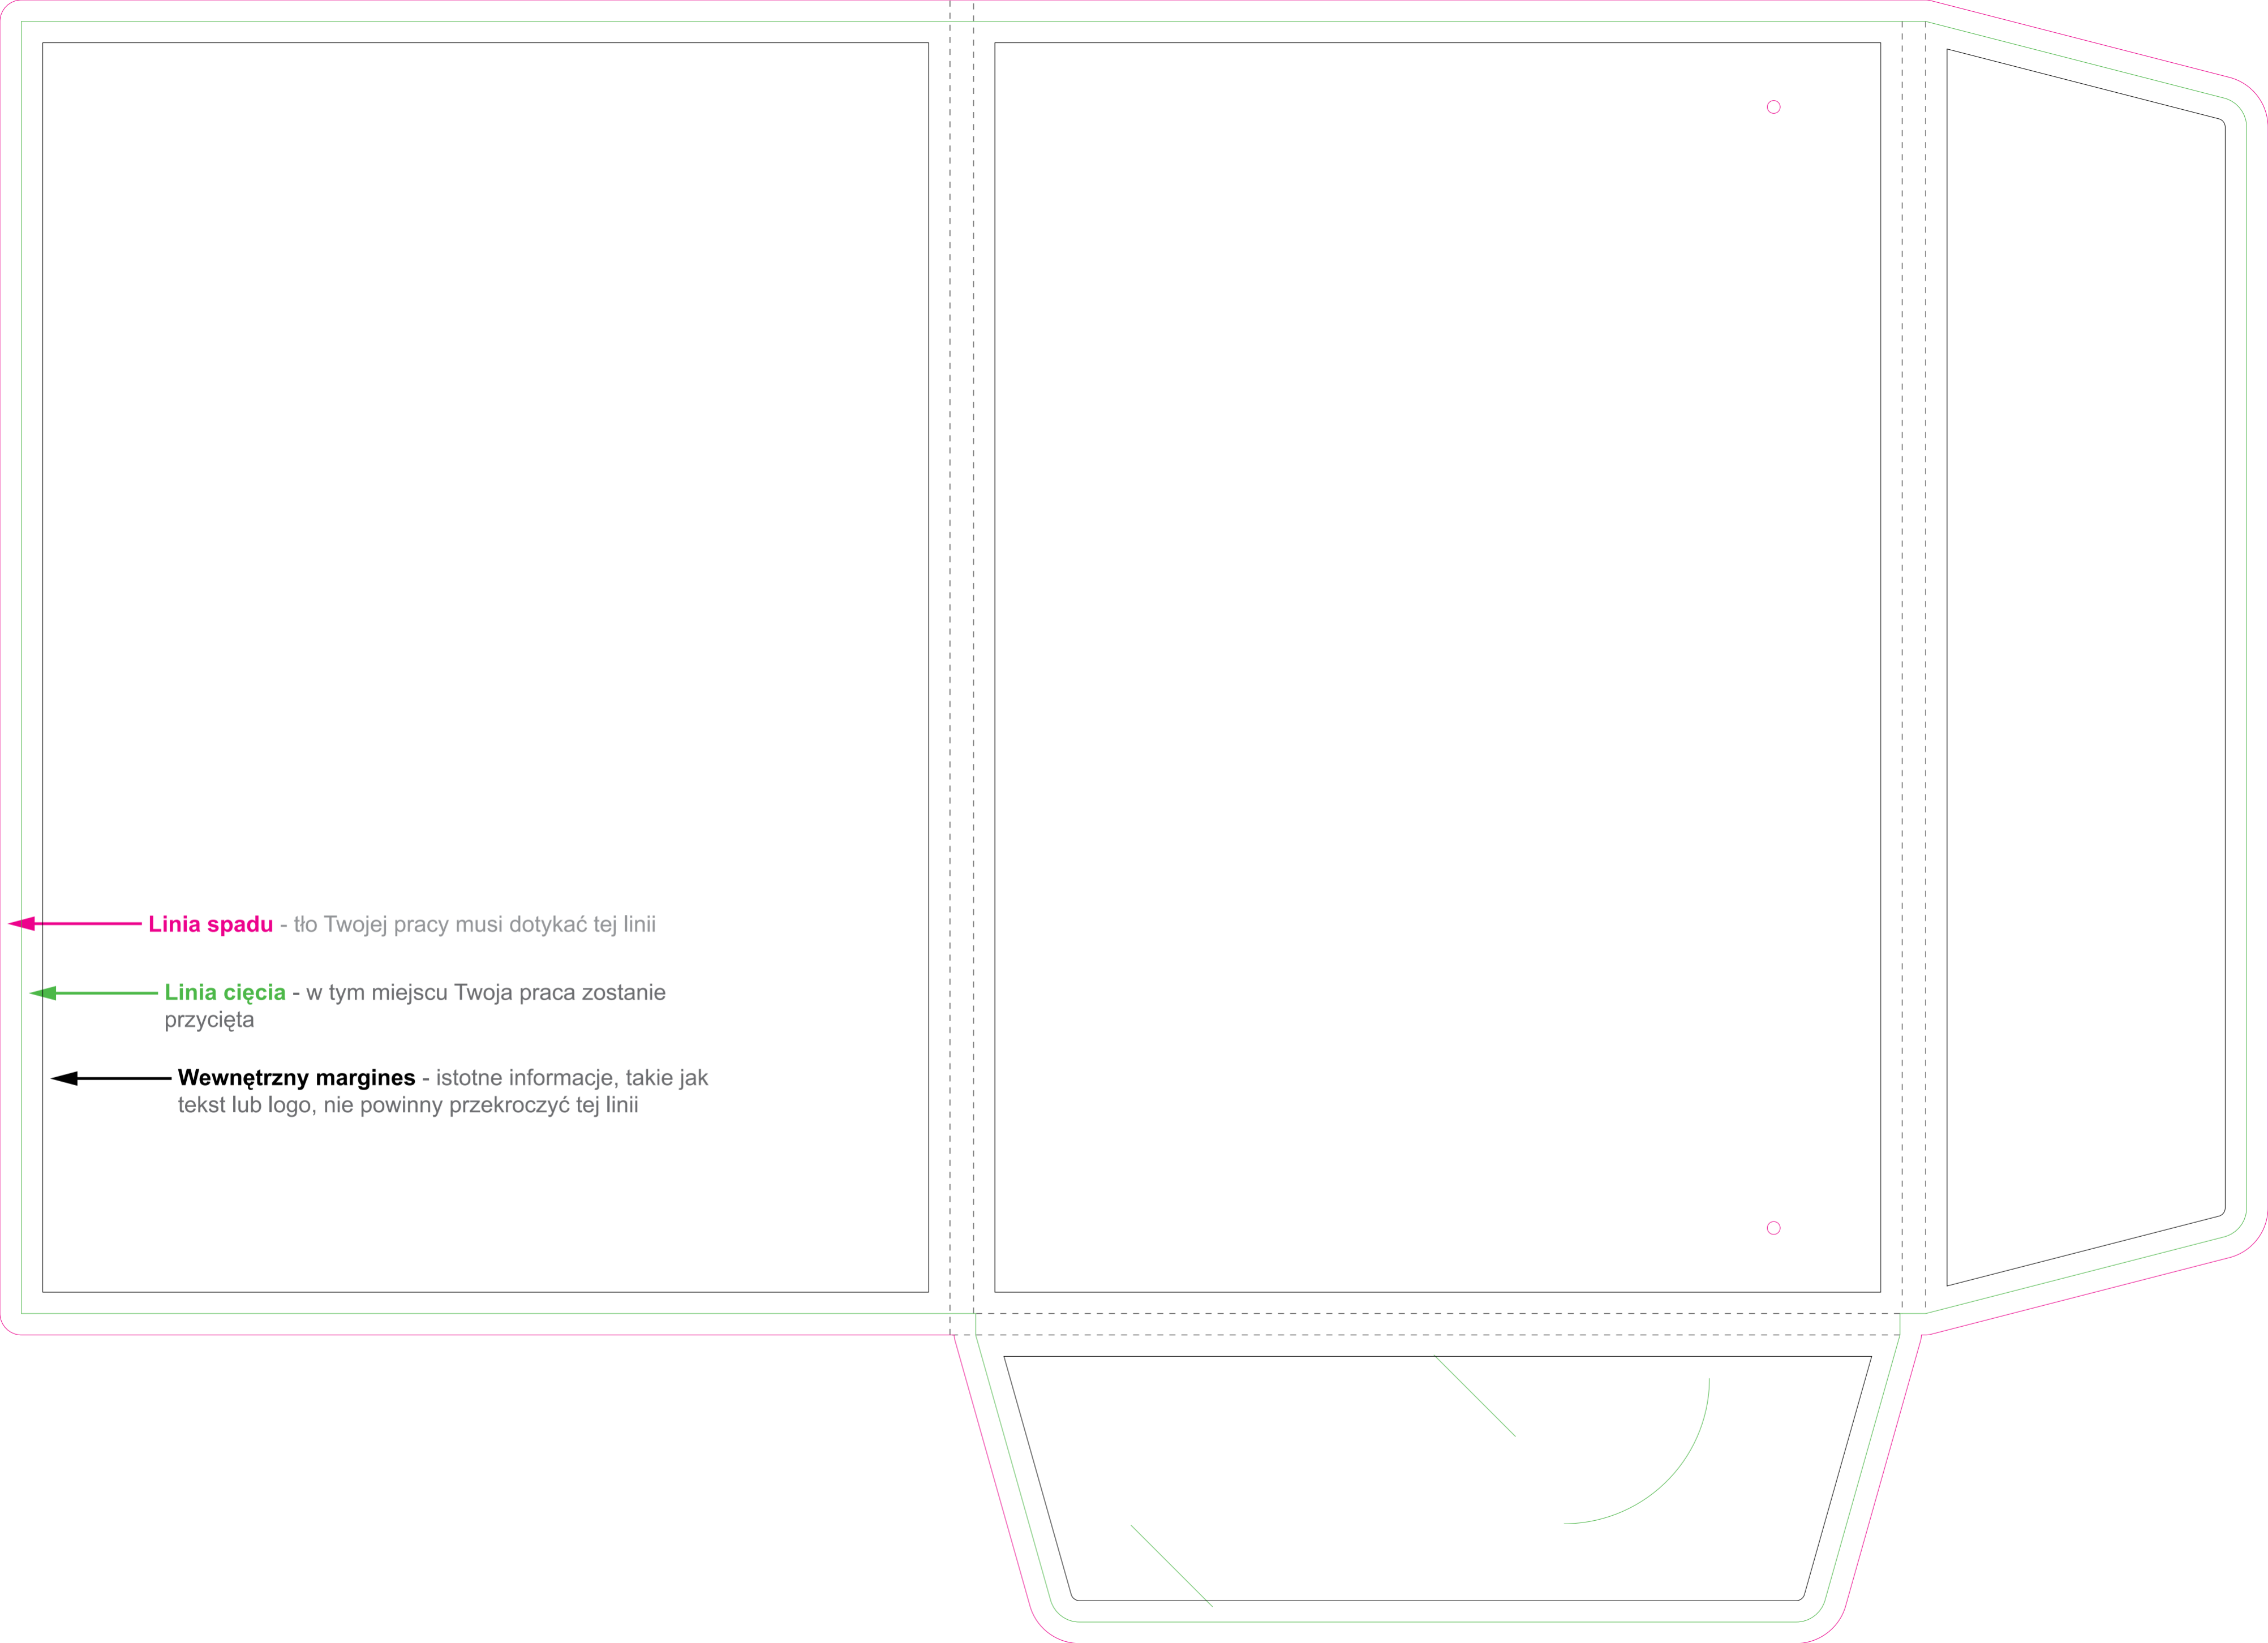 Linia spadu - tło Twojej pracy musi dotykać tej linii
Linia cięcia - w tym miejscu Twoja praca zostanie
przycięta
Wewnętrzny margines - istotne informacje, takie jak
tekst lub logo, nie powinny przekroczyć tej linii